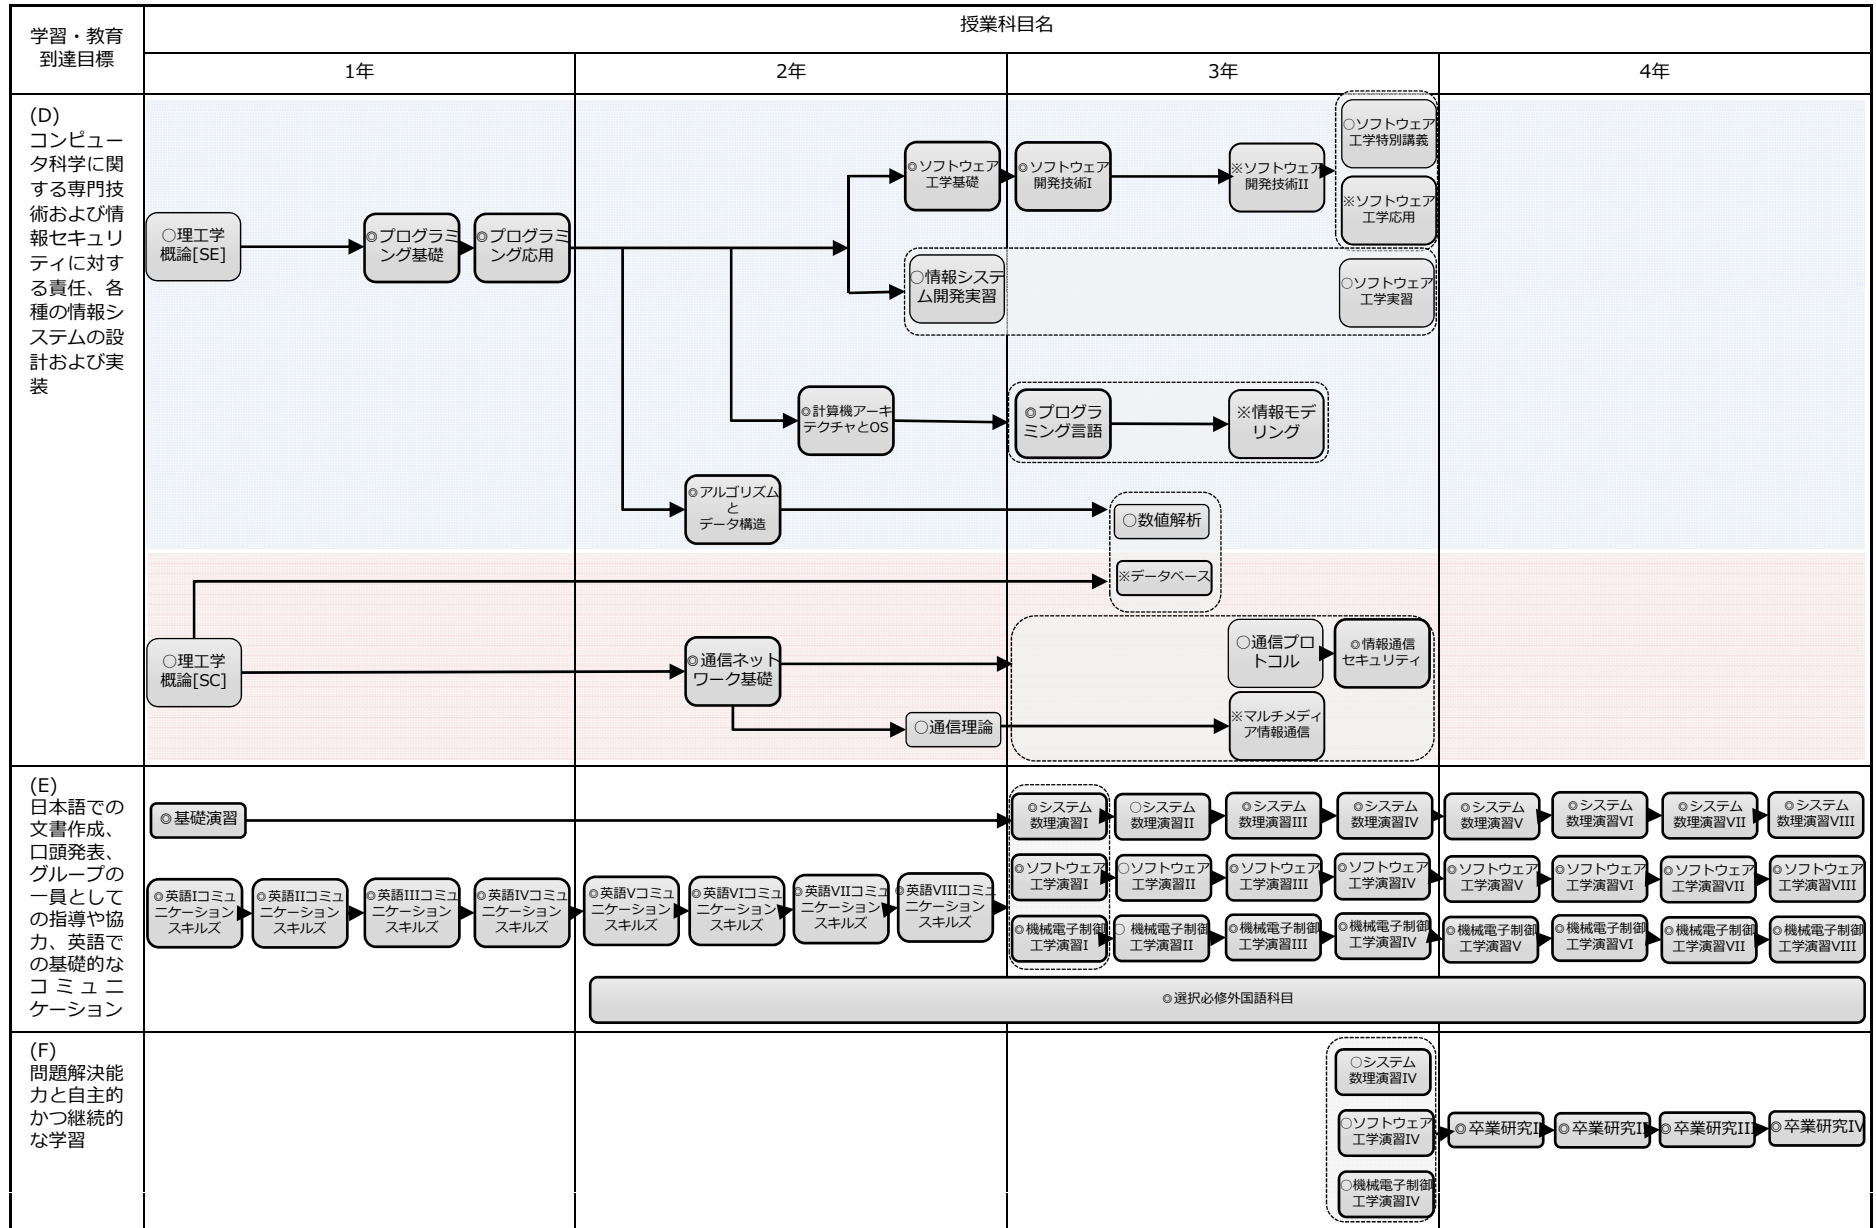 学習・教育
到達目標
授業科目名
1年
2年
3年
4年
(D)
コンピュー
タ科学に関
する専門技
術および情
報セキュリ
ティに対す
る責任、各
種の情報シ
ステムの設
計および実
装
○理工学
概論[SE]
◎プログラミ
ング基礎
◎プログラミ
ング応用
◎ソフトウェア
工学基礎
◎ソフトウェア
開発技術I
※ソフトウェア
開発技術II
○ソフトウェア
工学特別講義
※ソフトウェア
工学応用
○情報システ
ム開発実習
○ソフトウェア
工学実習
◎計算機アーキ
テクチャとOS
◎プログラ
ミング言語
※情報モデ
リング
◎アルゴリズム
と
データ構造
○数値解析
※データベース
○理工学
概論[SC]
◎通信ネット
ワーク基礎
○通信理論
○通信プロ
トコル
◎情報通信
セキュリティ
※マルチメディ
ア情報通信
(E)
日本語での
文書作成、
口頭発表、
グループの
一員として
の指導や協
力、英語で
の基礎的な
コミュニ
ケーション
◎基礎演習
◎システム
数理演習I
○システム
数理演習II
◎システム
数理演習III
◎システム
数理演習IV
◎システム
数理演習V
◎システム
数理演習VI
◎システム
数理演習VII
◎システム
数理演習VIII
◎英語Iコミュ
ニケーション
スキルズ
◎英語IIコミュ
ニケーション
スキルズ
◎英語IIIコミュ
ニケーション
スキルズ
◎英語IVコミュ
ニケーション
スキルズ
◎英語Vコミュ
ニケーション
スキルズ
◎英語VIコミュ
ニケーション
スキルズ
◎英語VIIコミュ
ニケーション
スキルズ
◎英語VIIIコミュ
ニケーション
スキルズ
◎ソフトウェア
工学演習I
○ソフトウェア
工学演習II
◎ソフトウェア
工学演習III
◎ソフトウェア
工学演習IV
◎ソフトウェア
工学演習V
◎ソフトウェア
工学演習VI
◎ソフトウェア
工学演習VII
◎ソフトウェア
工学演習VIII
◎機械電子制御
工学演習I
○ 機械電子制御
工学演習II
◎機械電子制御
工学演習III
◎機械電子制御
工学演習IV
◎機械電子制御
工学演習V
◎機械電子制御
工学演習VI
◎機械電子制御
工学演習VII
◎機械電子制御
工学演習VIII
◎選択必修外国語科目
(F)
問題解決能
力と自主的
かつ継続的
な学習
○システム
数理演習IV
○ソフトウェア
工学演習IV
○機械電子制御
工学演習IV
◎卒業研究I
◎卒業研究II
◎卒業研究III
◎卒業研究IV